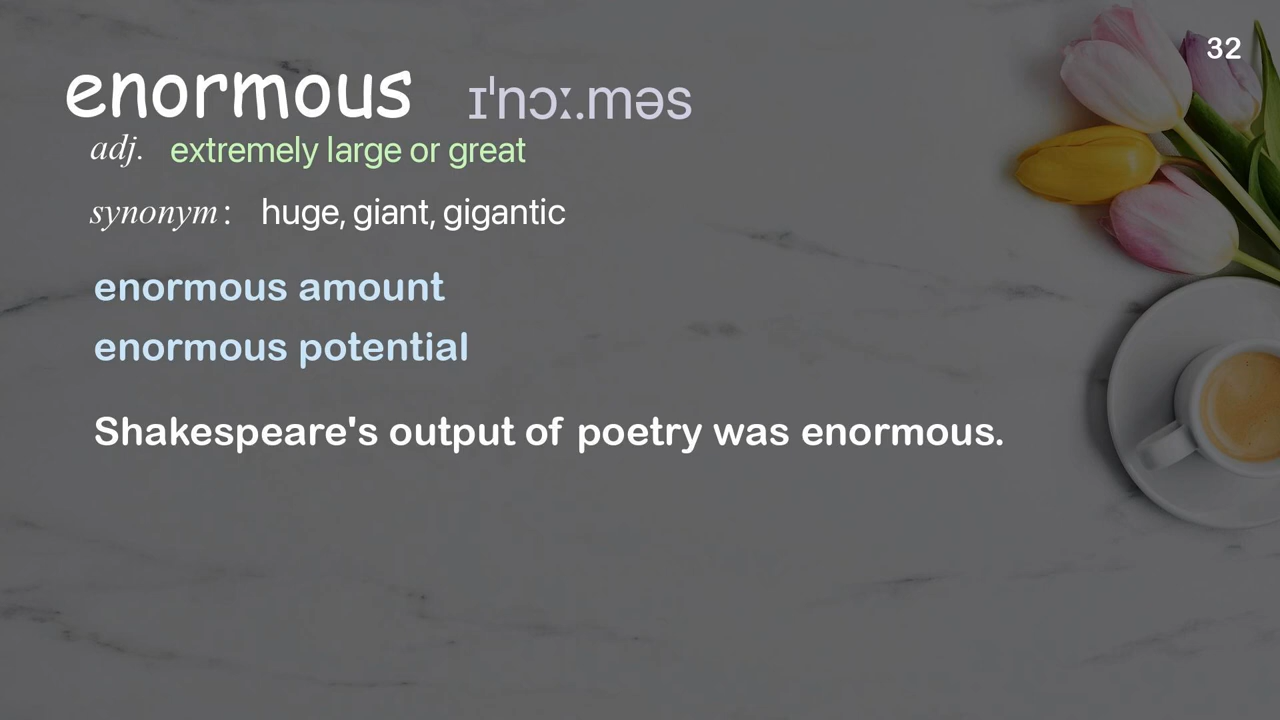 32
enormous ɪˈnɔː.məs
adj. extremely large or great
synonym: huge, giant, gigantic
enormous amount
enormous potential
Shakespeare's output of poetry was enormous.